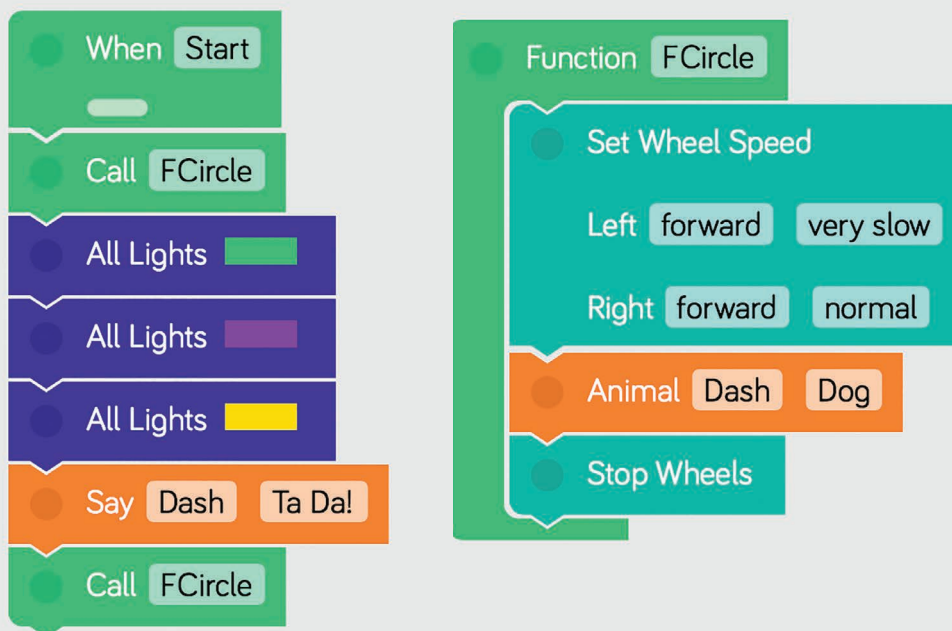 When Start
Call FCircle
All Lights
All Lights
All Lights
Say Dash Ta Da!
Call FCircle
Function FCircle
Set Wheel Speed
Left forward very slow
Right forward normal
Animal Dash Dog
Stop Wheels